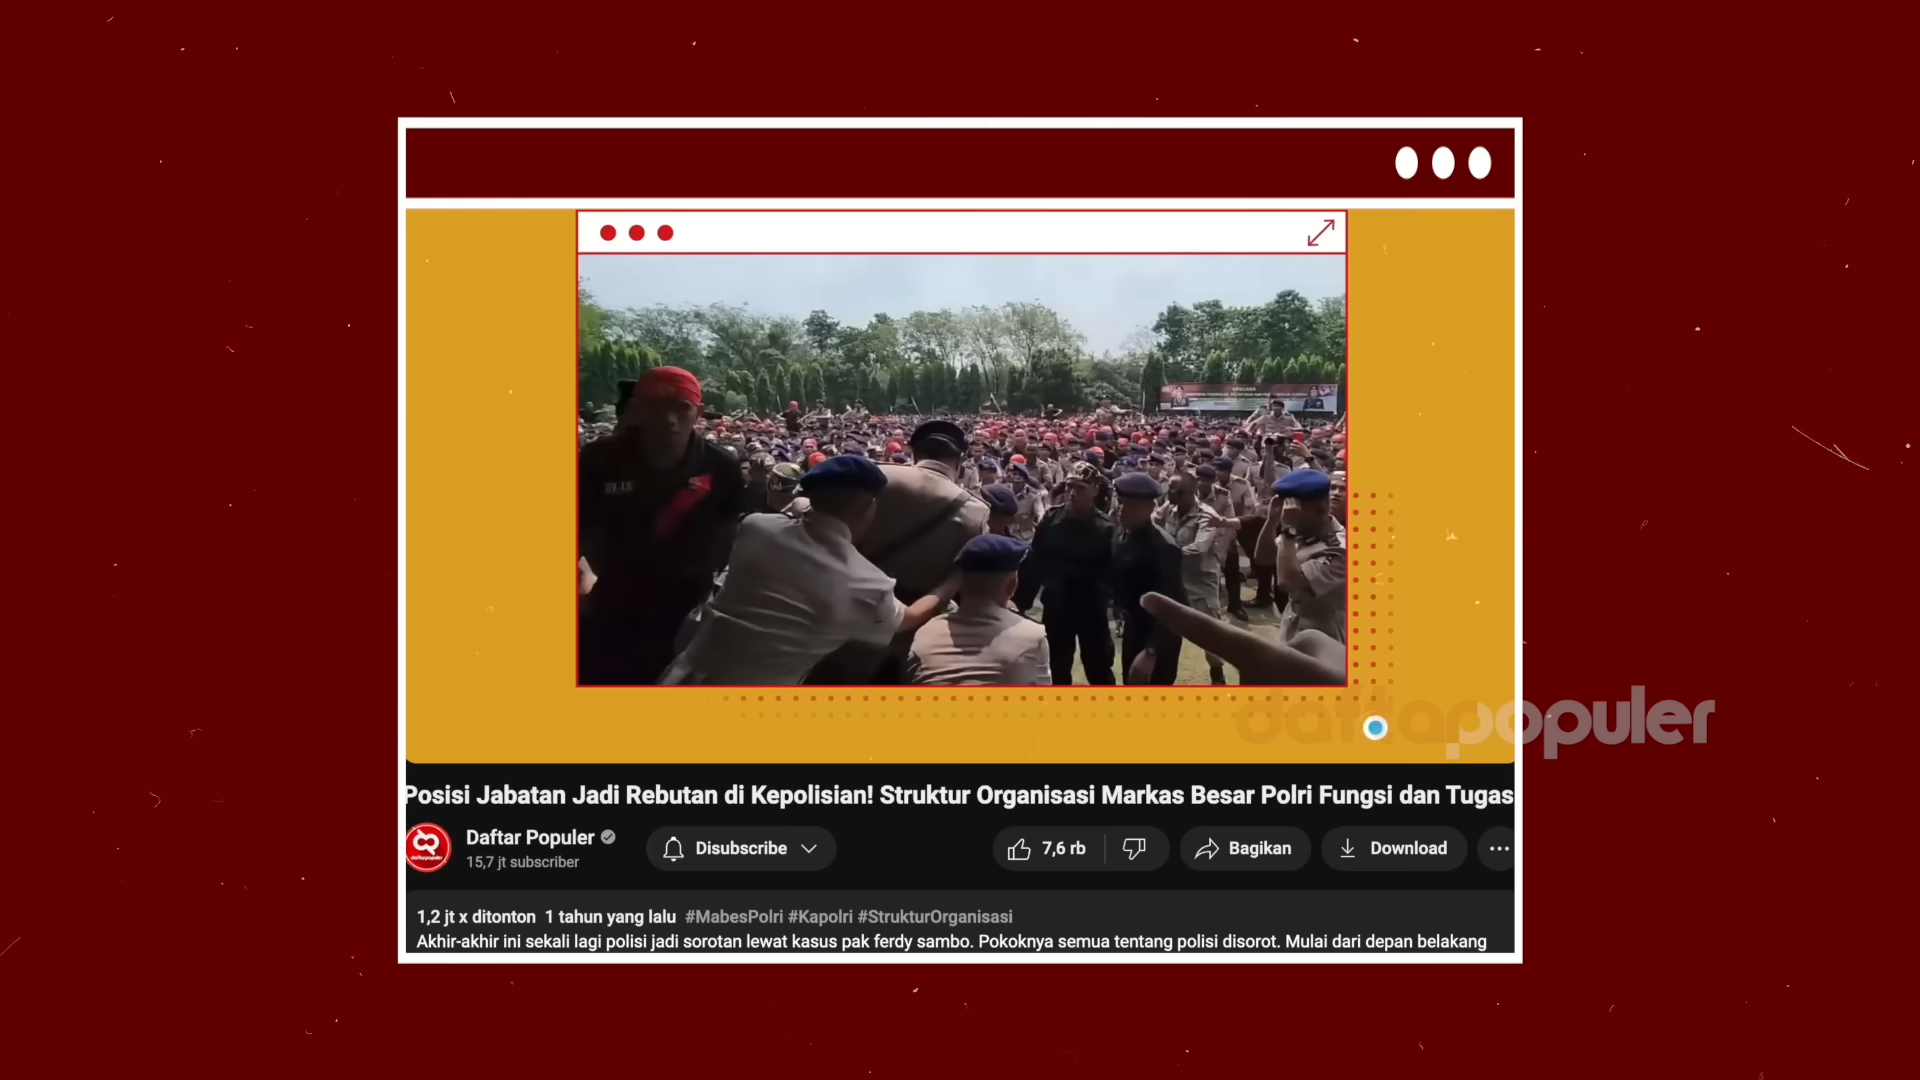 daftarpopuler
Posisi Jabatan Jadi Rebutan di Kepolisian! Struktur Organisasi Markas Besar Polri Fungsi dan Tugas
Daftar Populer
15,7 jt subscriber
Disubscribe
7,6 rb
Bagikan
Download
1,2 jt x ditonton 1 tahun yang lalu #MabesPolri #Kapolri #StrukturOrganisasi
Akhir-akhir ini sekali lagi polisi jadi sorotan lewat kasus pak ferdy sambo. Pokoknya semua tentang polisi disorot. Mulai dari depan belakang